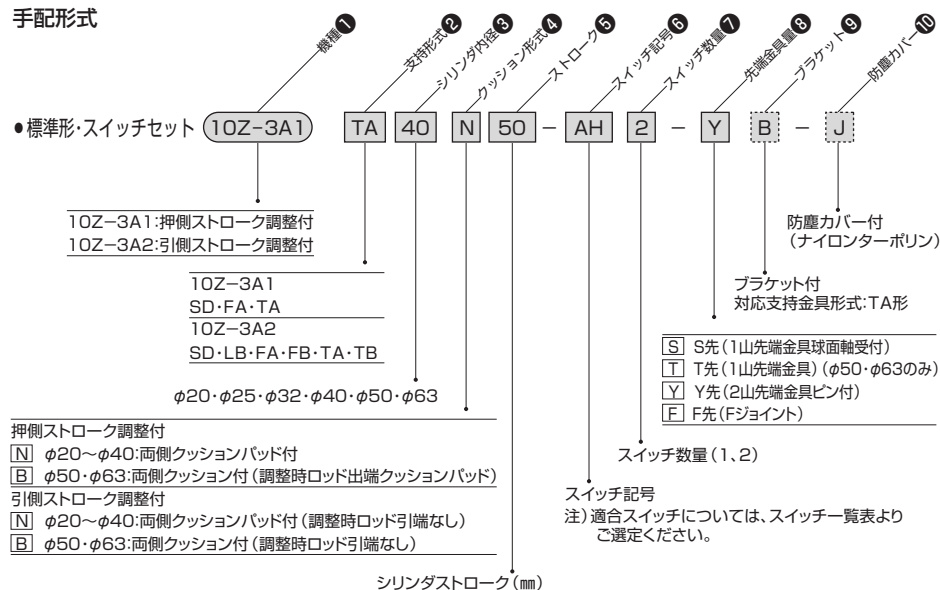 手配形式
機種❶
支持形式❷
シリンダ内径❸
クッション形式❹
ストローク❺
スイッチ記号❻
スイッチ数量❼
先端金具量❽
ブラケット❾
防塵カバー❿
●標準形・スイッチセット 10Z-3A1 TA 40 N 50 - AH 2 - Y B - J
10Z-3A1:押側ストローク調整付
10Z-3A2:引側ストローク調整付
10Z-3A1
SD・FA・TA
10Z-3A2
SD・LB・FA・FB・TA・TB
φ20・φ25・φ32・φ40・φ50・φ63
押側ストローク調整付
N φ20〜φ40:両側クッションパッド付
B φ50・φ63:両側クッション付(調整時ロッド出端クッションパッド)
引側ストローク調整付
N φ20〜φ40:両側クッションパッド付(調整時ロッド引端なし)
B φ50・φ63:両側クッション付(調整時ロッド引端なし)
シリンダストローク(㎜)
スイッチ記号
注)適合スイッチについては、スイッチ一覧表より
ご選定ください。
スイッチ数量(1、2)
S S先(1山先端金具球面軸受付)
T T先(1山先端金具)(φ50・φ63のみ)
Y Y先(2山先端金具ピン付)
F F先(Fジョイント)
ブラケット付
対応支持金具形式:TA形
防塵カバー付
(ナイロンターポリン)